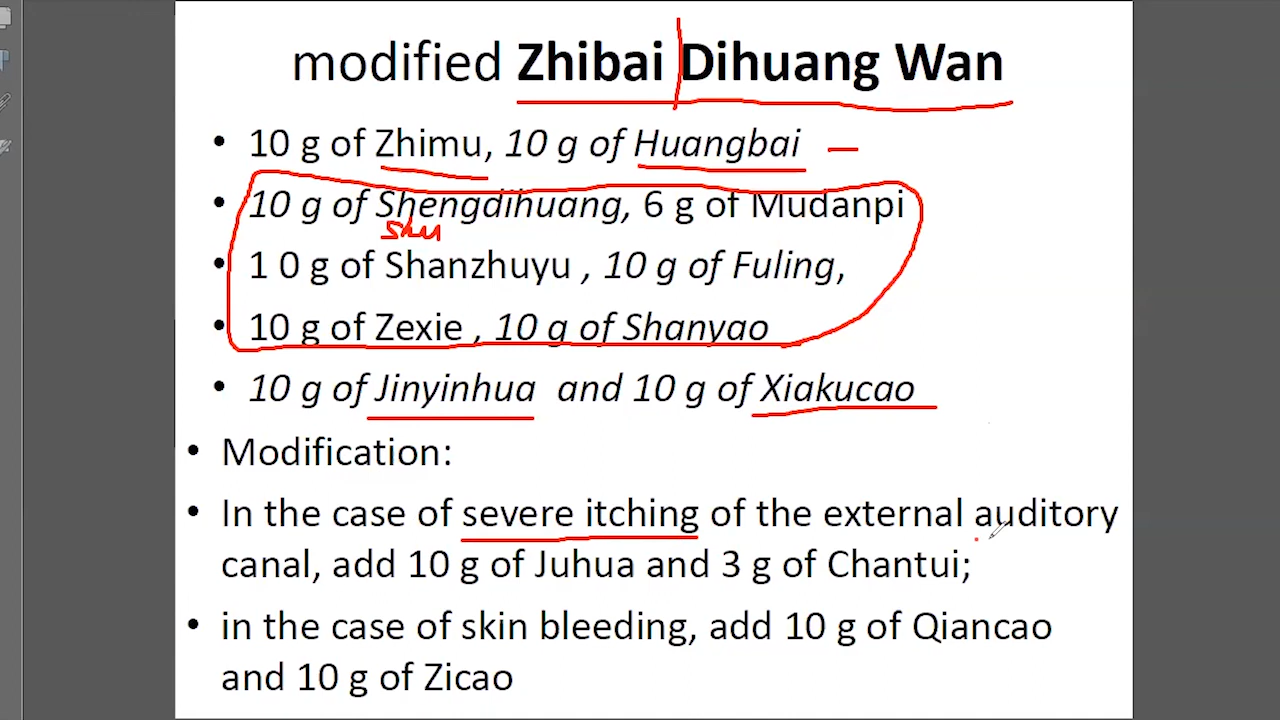 modified Zhibai Dihuang Wan
• 10 g of Zhimu, 10 g of Huangbai
• 10 g of Shengdihuang, 6 g of Mudanpi
shu
• 1 0 g of Shanzhuyu , 10 g of Fuling,
• 10 g of Zexie , 10 g of Shanyao
• 10 g of Jinyinhua and 10 g of Xiakucao
• Modification:
• In the case of severe itching of the external auditory
canal, add 10 g of Juhua and 3 g of Chantui;
• in the case of skin bleeding, add 10 g of Qiancao
and 10 g of Zicao